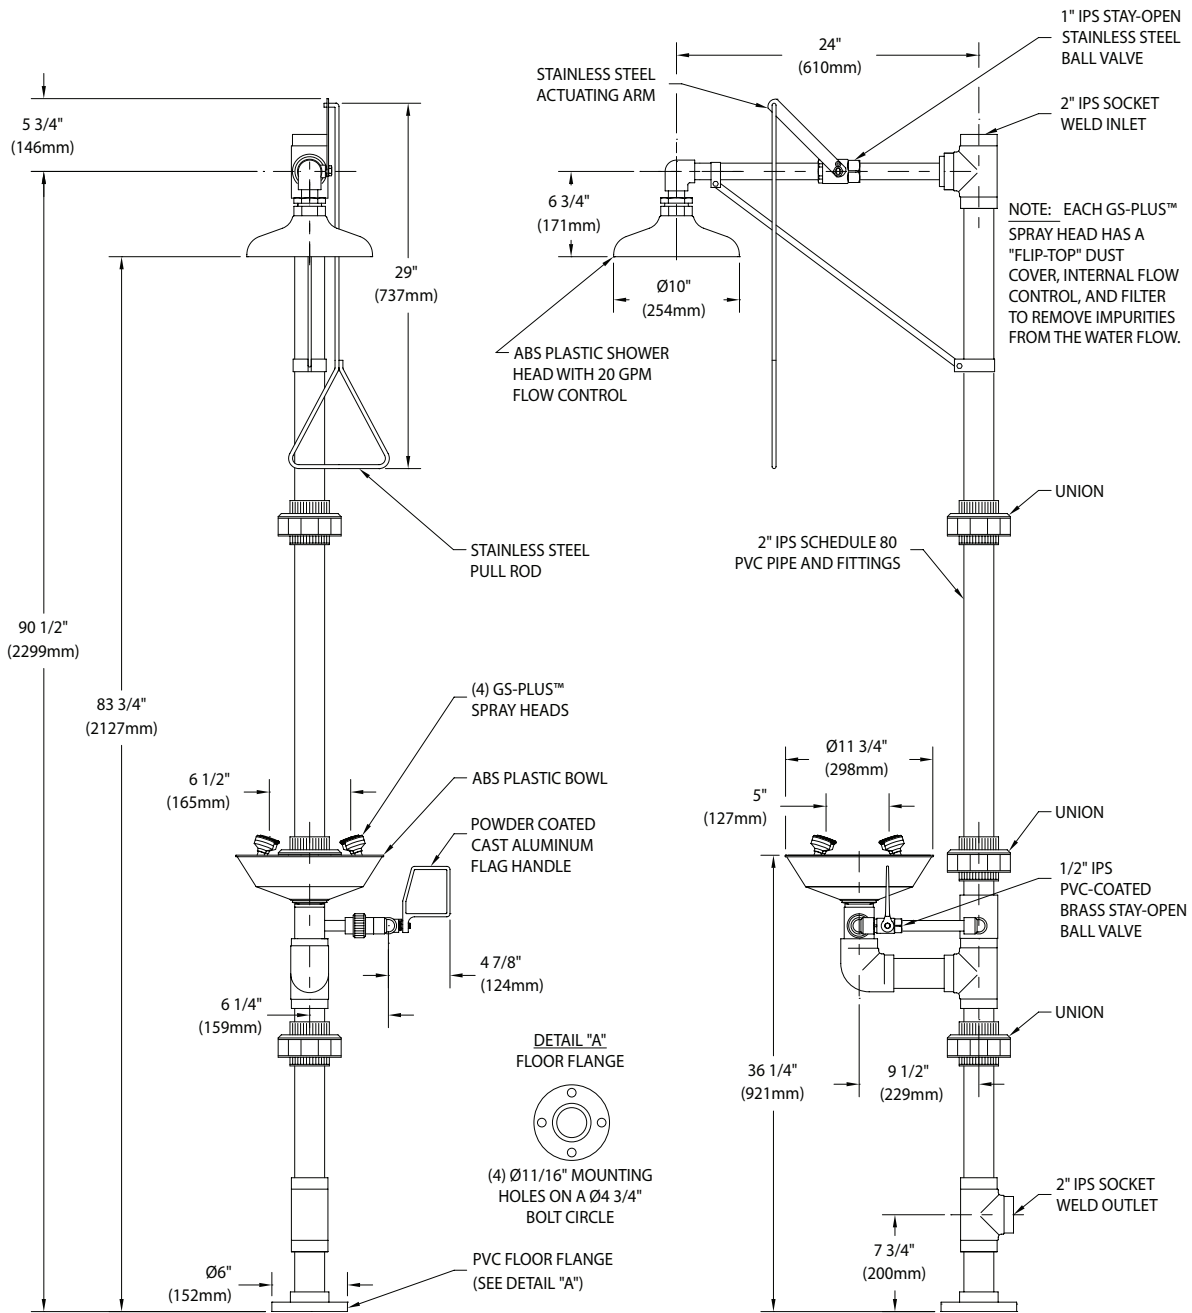 5 3/4"
(146mm)
29"
(737mm)
STAINLESS STEEL
PULL ROD
90 1/2"
(2299mm)
83 3/4"
(2127mm)
(4) GS-PLUS™
SPRAY HEADS
6 1/2"
(165mm)
ABS PLASTIC BOWL
POWDER COATED
CAST ALUMINUM
FLAG HANDLE
4 7/8"
(124mm)
6 1/4"
(159mm)
DETAIL "A"
FLOOR FLANGE
(4) Ø11/16" MOUNTING
HOLES ON A Ø4 3/4"
BOLT CIRCLE
Ø6"
(152mm)
PVC FLOOR FLANGE
(SEE DETAIL "A")
24"
(610mm)
1" IPS STAY-OPEN
STAINLESS STEEL
BALL VALVE
STAINLESS STEEL
ACTUATING ARM
2" IPS SOCKET
WELD INLET
6 3/4"
(171mm)
NOTE: EACH GS-PLUS™
SPRAY HEAD HAS A
"FLIP-TOP" DUST
COVER, INTERNAL FLOW
CONTROL, AND FILTER
TO REMOVE IMPURITIES
FROM THE WATER FLOW.
Ø10"
(254mm)
ABS PLASTIC SHOWER
HEAD WITH 20 GPM
FLOW CONTROL
UNION
2" IPS SCHEDULE 80
PVC PIPE AND FITTINGS
Ø11 3/4"
(298mm)
5"
(127mm)
UNION
1/2" IPS
PVC-COATED
BRASS STAY-OPEN
BALL VALVE
UNION
36 1/4"
(921mm)
9 1/2"
(229mm)
2" IPS SOCKET
WELD OUTLET
7 3/4"
(200mm)